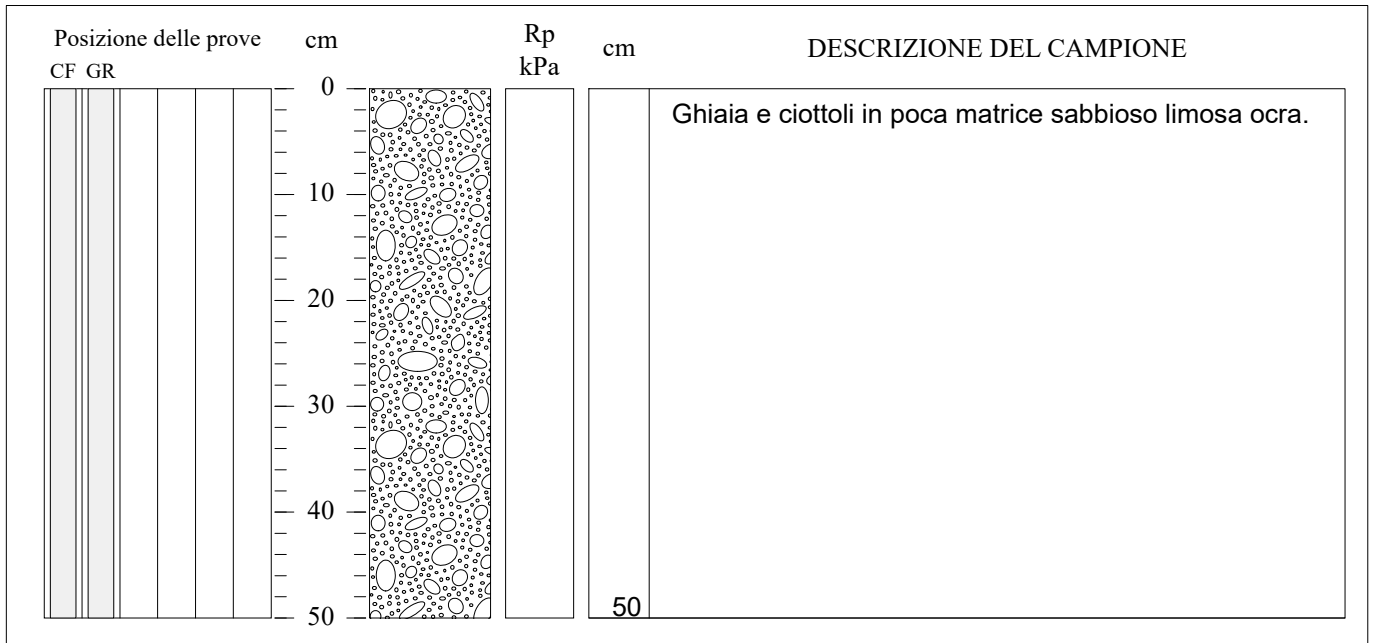 Posizione delle prove
CF GR
cm
Rp
kPa
cm
DESCRIZIONE DEL CAMPIONE
0
10
20
30
40
50
50
Ghiaia e ciottoli in poca matrice sabbioso limosa ocra.